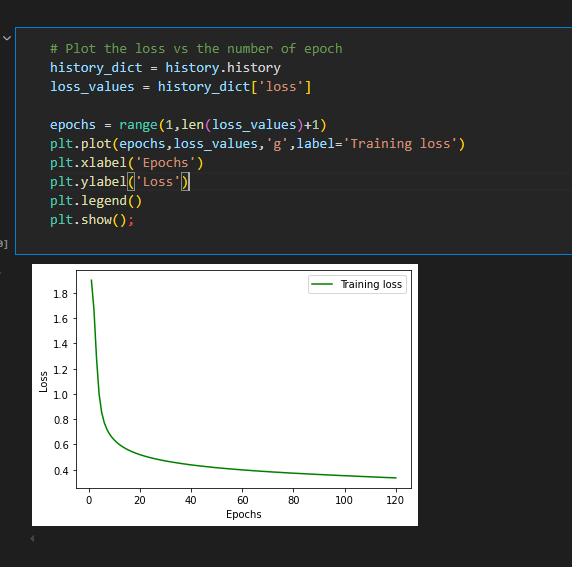 # Plot the loss vs the number of epoch
history_dict = history.history
loss_values = history_dict['loss']
epochs = range(1,len(loss_values)+1)
plt.plot(epochs,loss_values,'g',label='Training loss')
plt.xlabel('Epochs')
plt.ylabel('Loss')
plt.legend()
plt.show();
]
Training loss
1.8
1.6
1.4
1.2
1.0
0.8
0.6
0.4
Loss
0 20 40 60 80 100 120
Epochs